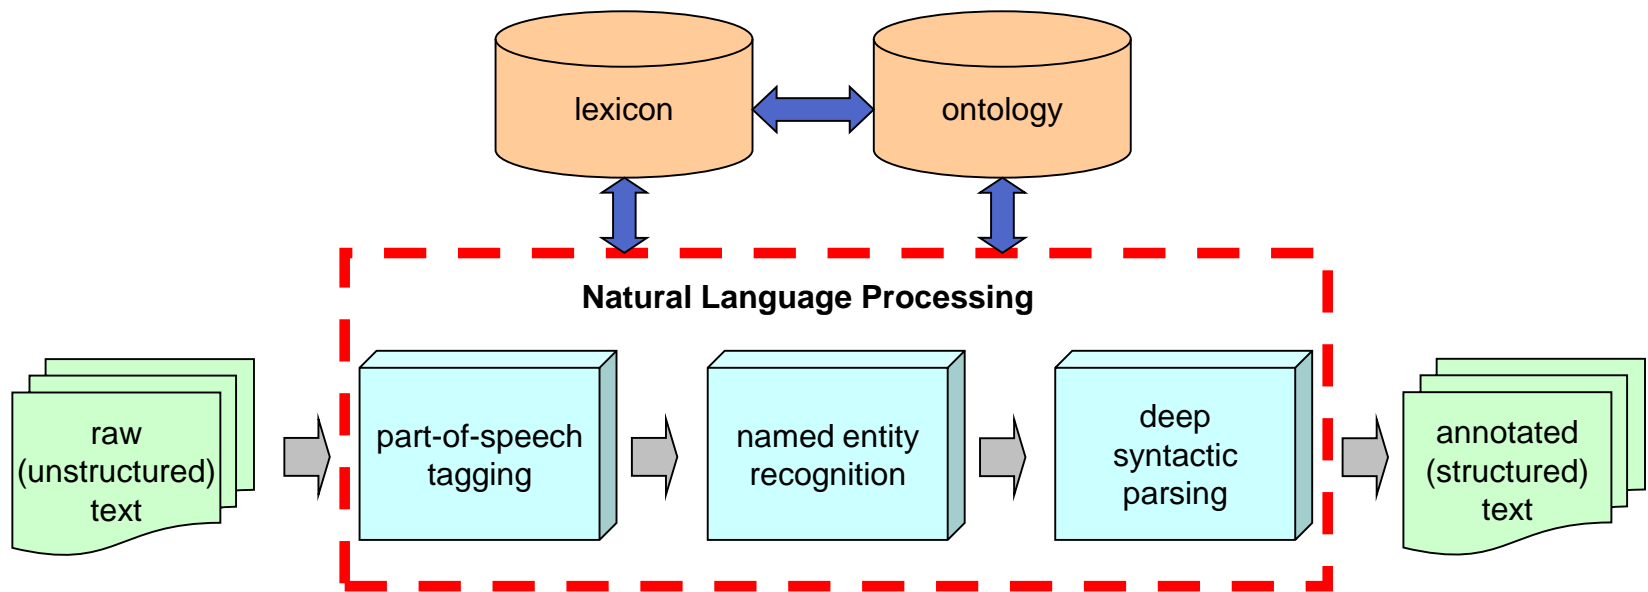 lexicon
ontology
Natural Language Processing
raw
(unstructured)
text
part-of-speech
tagging
named entity
recognition
deep
syntactic
parsing
annotated
(structured)
text